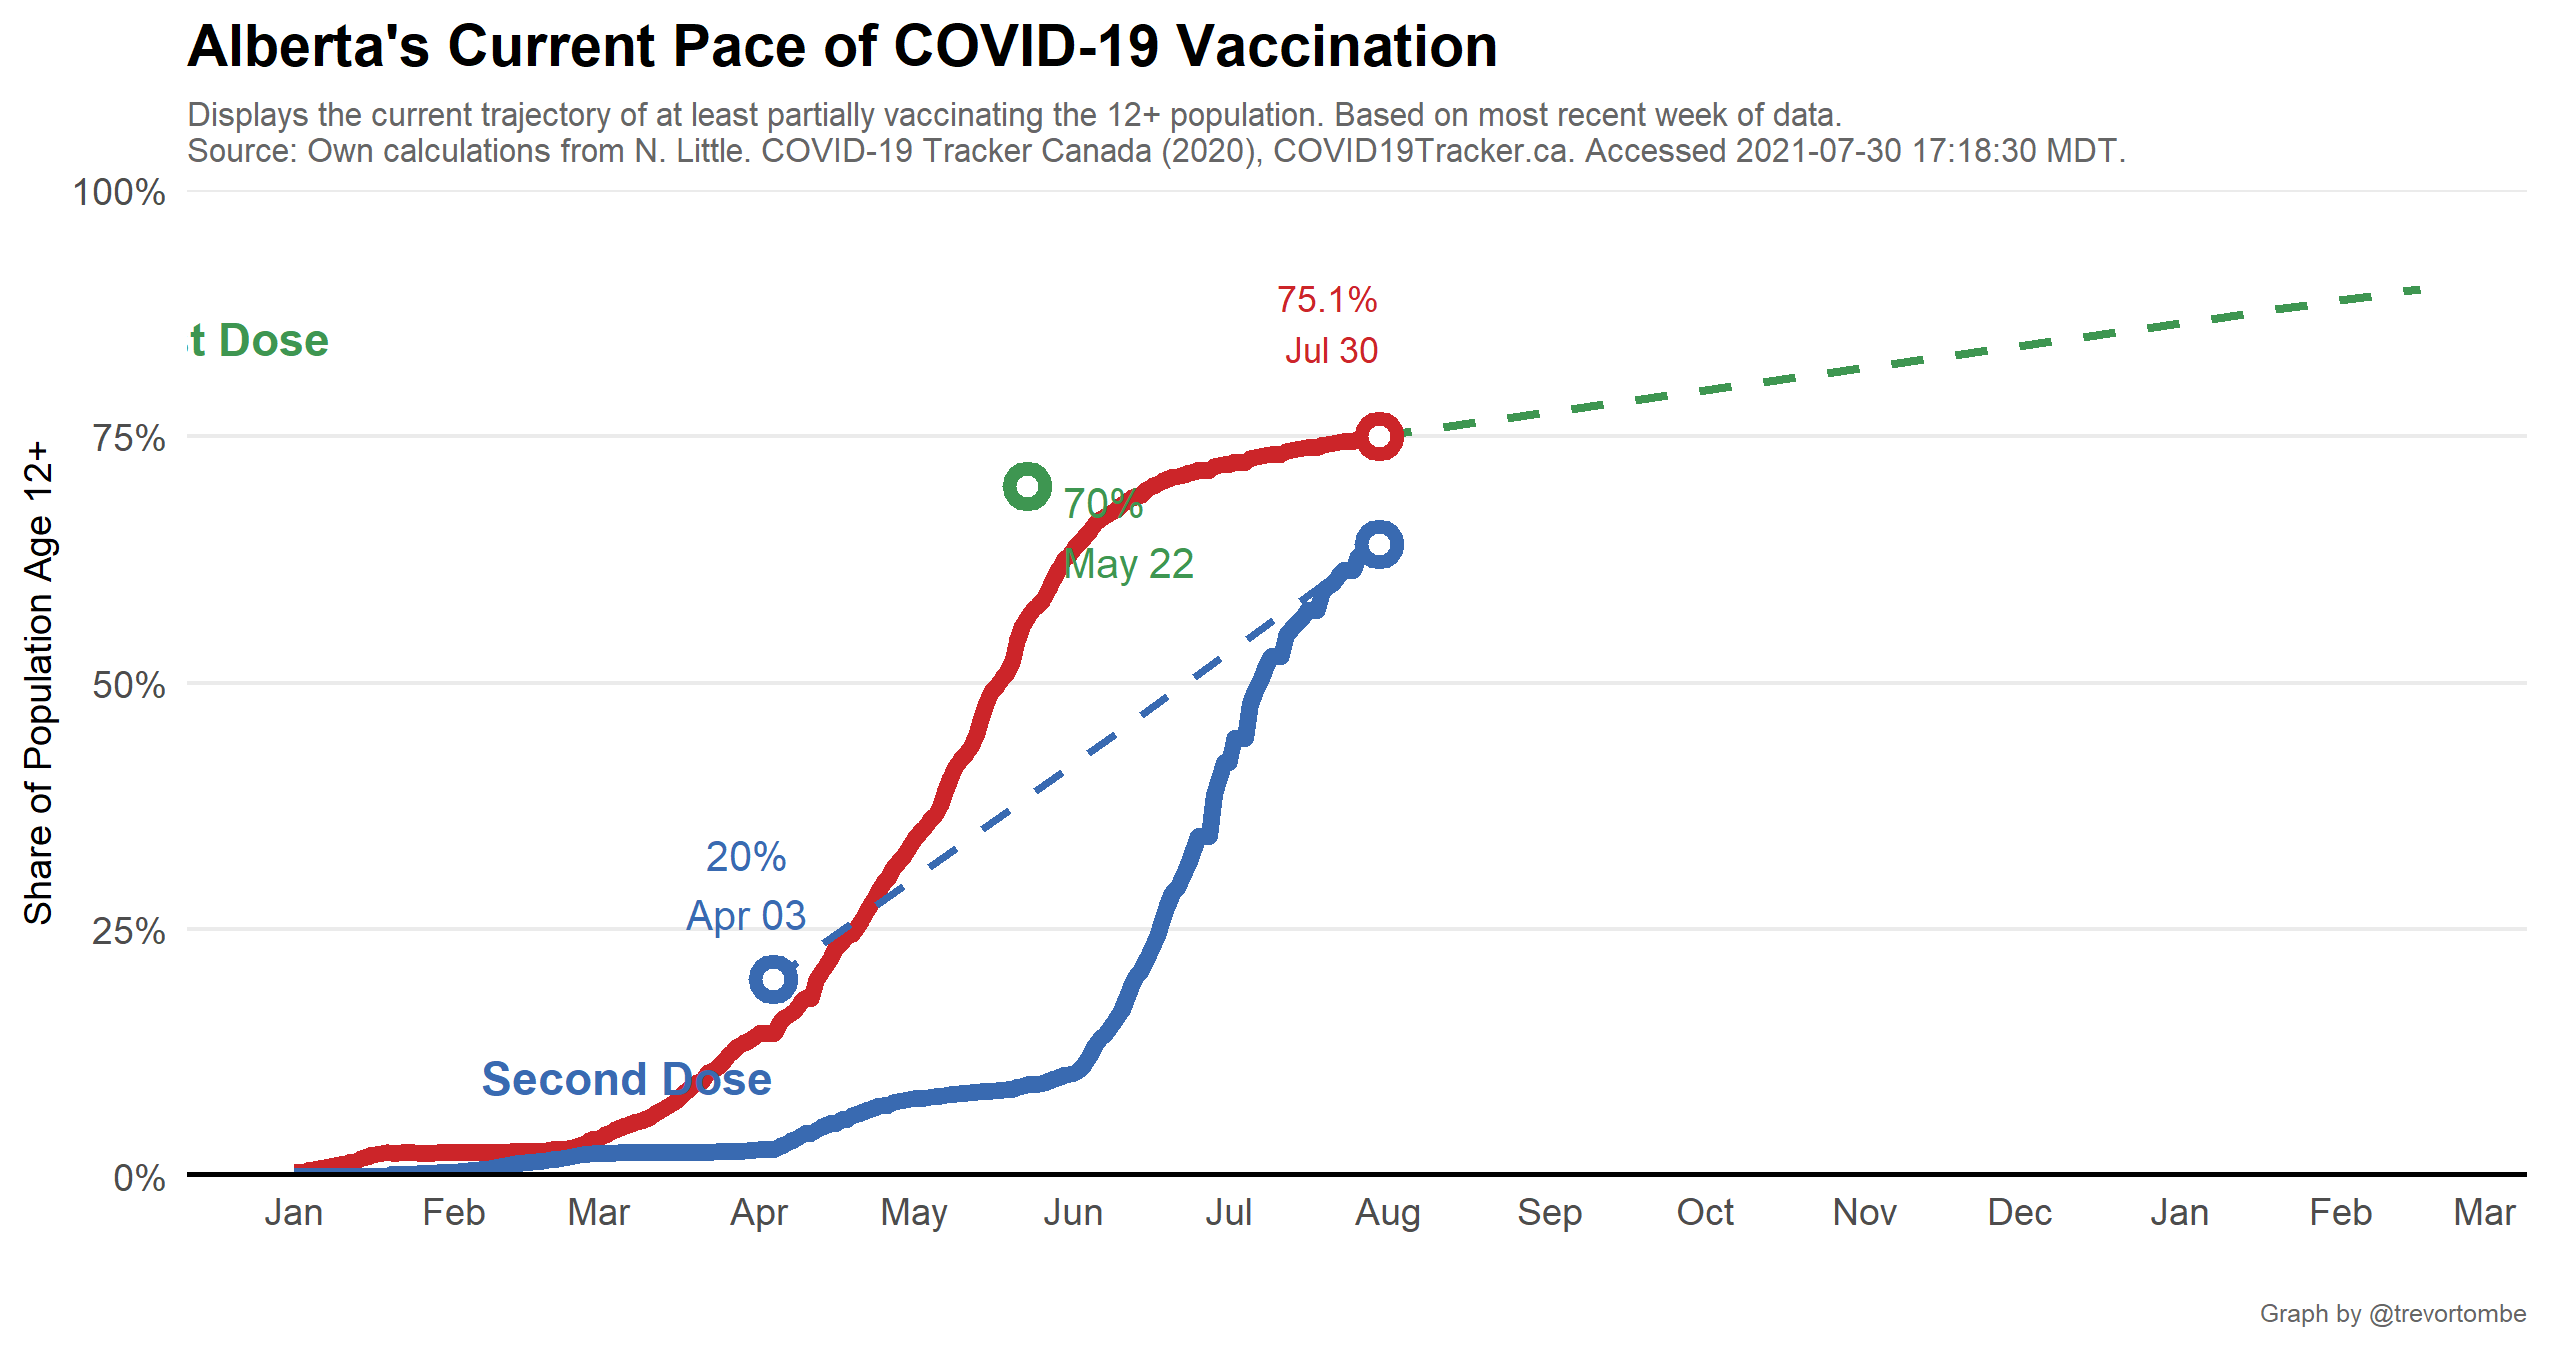 Alberta's Current Pace of COVID-19 Vaccination
Displays the current trajectory of at least partially vaccinating the 12+ population. Based on most recent week of data.
Source: Own calculations from N. Little. COVID-19 Tracker Canada (2020), COVID19Tracker.ca. Accessed 2021-07-30 17:18:30 MDT.
100%
75.1%
t Dose
Jul 30
75%
70%
May 22
Share of Population Age 12+
50%
20%
Apr 03
25%
Second Dose
0%
Jan Feb Mar Apr May Jun Jul Aug Sep Oct Nov Dec Jan Feb Mar
Graph by @trevortombe